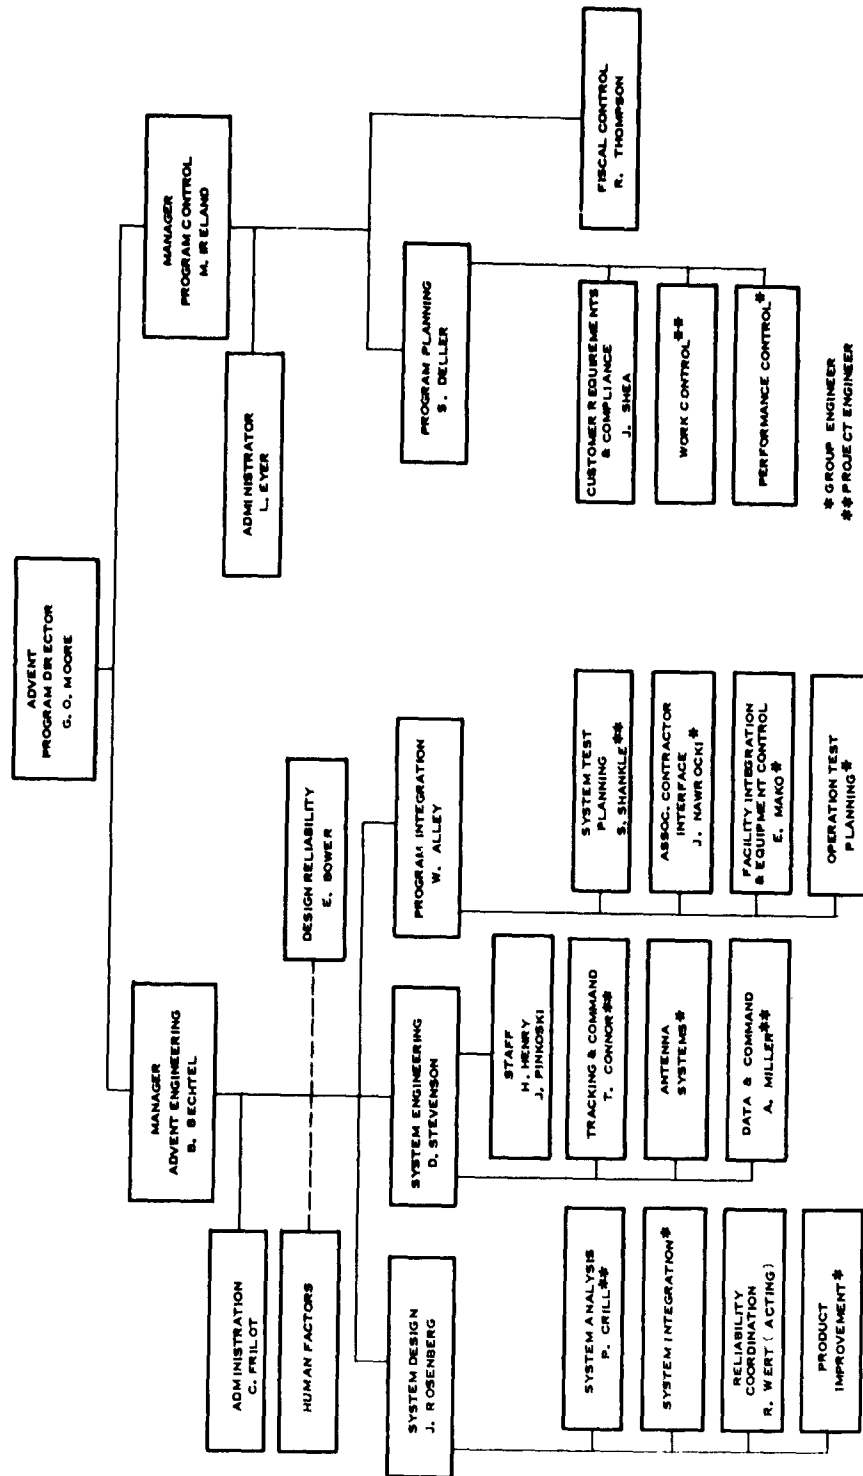 ADVENT
PROGRAM DIRECTOR
G. O. MOORE
MANAGER
ADVENT ENGINEERING
B. BECHTEL
MANAGER
PROGRAM CONTROL
M. IRELAND
ADMINISTRATION
C. FRILOT
ADMINISTRATOR
L. EYER
HUMAN FACTORS
DESIGN RELIABILITY
E. BOWER
SYSTEM DESIGN
J. ROSENBERG
SYSTEM ENGINEERING
D. STEVENSON
PROGRAM INTEGRATION
W. ALLEY
PROGRAM PLANNING
S. DELLER
FISCAL CONTROL
R. THOMPSON
STAFF
H. HENRY
J. PINKOSKI
SYSTEM ANALYSIS
P. CRILL**
SYSTEM INTEGRATION*
RELIABILITY
COORDINATION
R. WERT (ACTING)
PRODUCT
IMPROVEMENT*
TRACKING & COMMAND
T. CONNOR**
ANTENNA
SYSTEMS*
DATA & COMMAND
A. MILLER**
SYSTEM TEST
PLANNING
S. SHANKLE**
ASSOC. CONTRACTOR
INTERFACE
J. NAWROCKI*
FACILITY INTEGRATION
& EQUIPMENT CONTROL
E. MAKO*
OPERATION TEST
PLANNING*
CUSTOMER REQUIREMENTS
& COMPLIANCE
J. SHEA
WORK CONTROL**
PERFORMANCE CONTROL*
* GROUP ENGINEER
** PROJECT ENGINEER